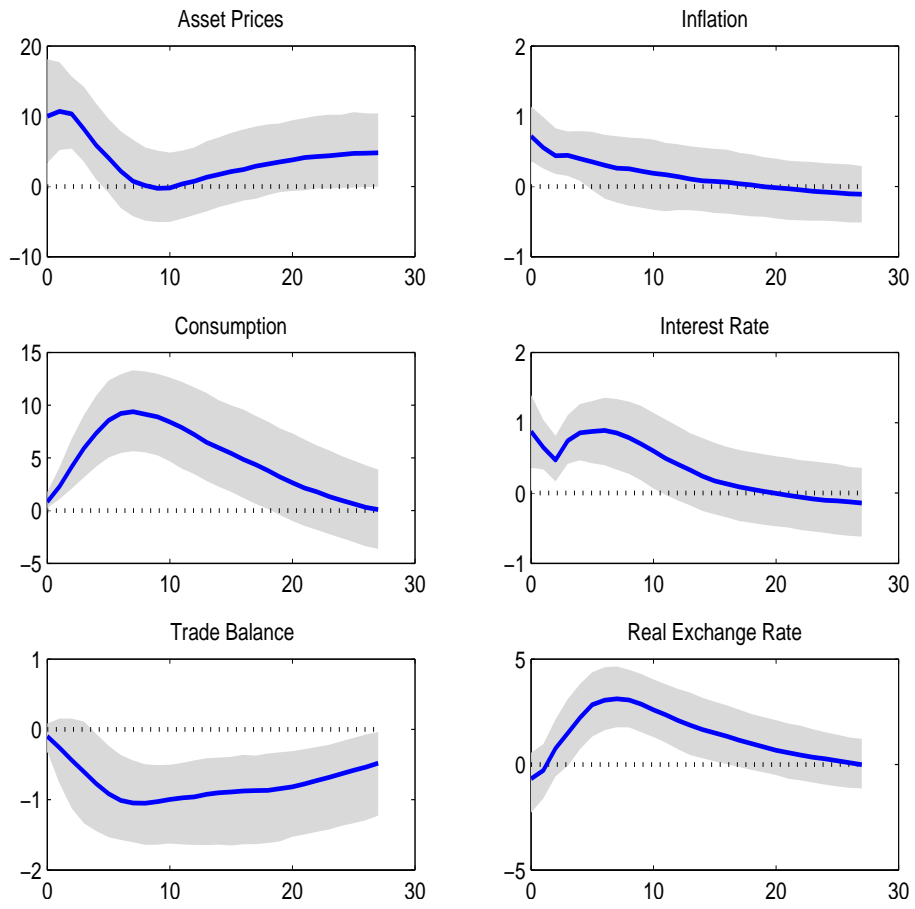 Asset Prices
20
10
0
−10
0 10 20 30
Inflation
2
1
0
−1
0 10 20 30
Consumption
15
10
5
0
−5
0 10 20 30
Interest Rate
2
1
0
−1
0 10 20 30
Trade Balance
1
0
−1
−2
0 10 20 30
Real Exchange Rate
5
0
−5
0 10 20 30